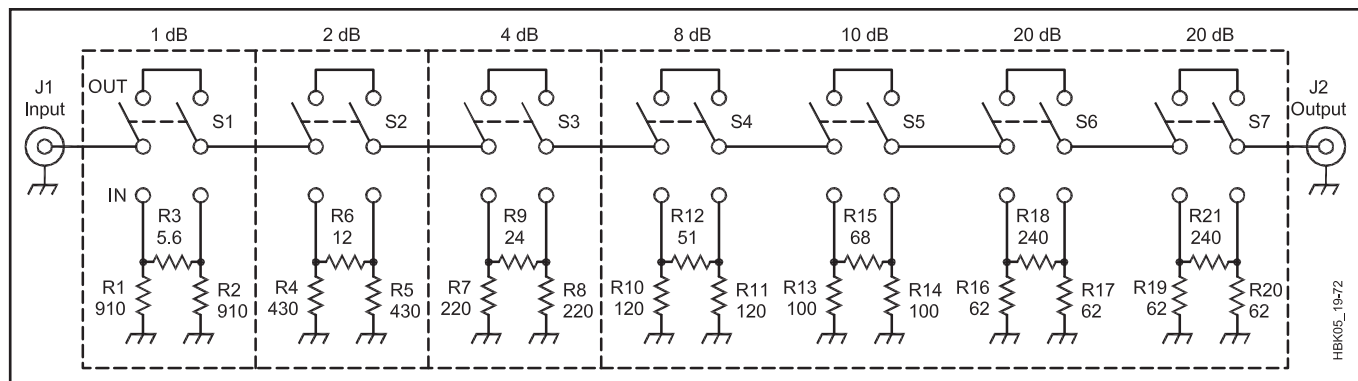 1 dB 2 dB 4 dB 8 dB 10 dB 20 dB 20 dB
J1
Input
OUT
S1 S2 S3 S4 S5 S6 S7
J2
Output
IN
R3
5.6
R6
12
R9
24
R12
51
R15
68
R18
240
R21
240
R1
910
R2
910
R4
430
R5
430
R7
220
R8
220
R10
120
R11
120
R13
100
R14
100
R16
62
R17
62
R19
62
R20
62
HBK05_19-72